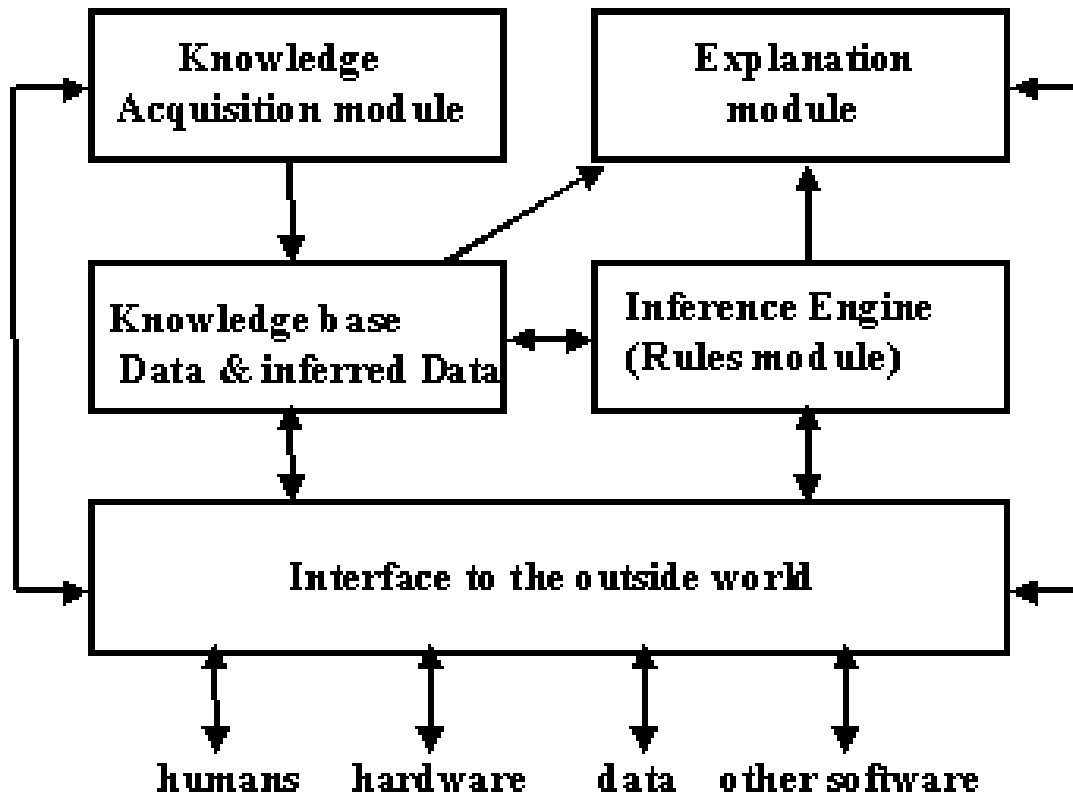 Knowledge
Acquisition module
Explanation
module
Knowledge base
Data & inferred Data
Inference Engine
(Rules module)
Interface to the outside world
humans
hardware
data
other software